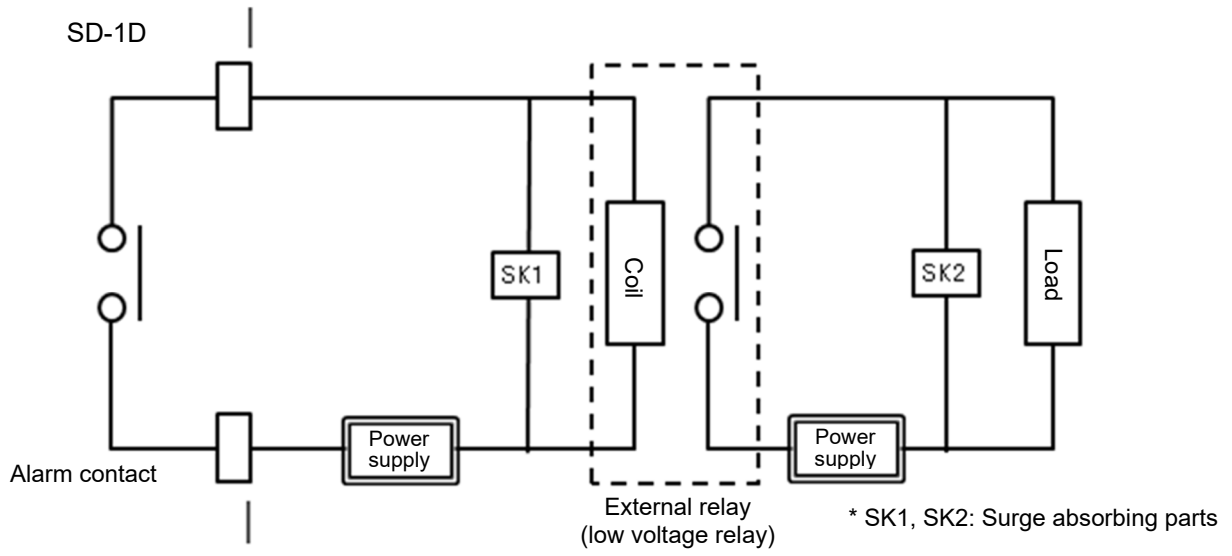 SD-1D
SK1
Coil
SK2
Load
Power
supply
Power
supply
Alarm contact
External relay
(low voltage relay)
* SK1, SK2: Surge absorbing parts